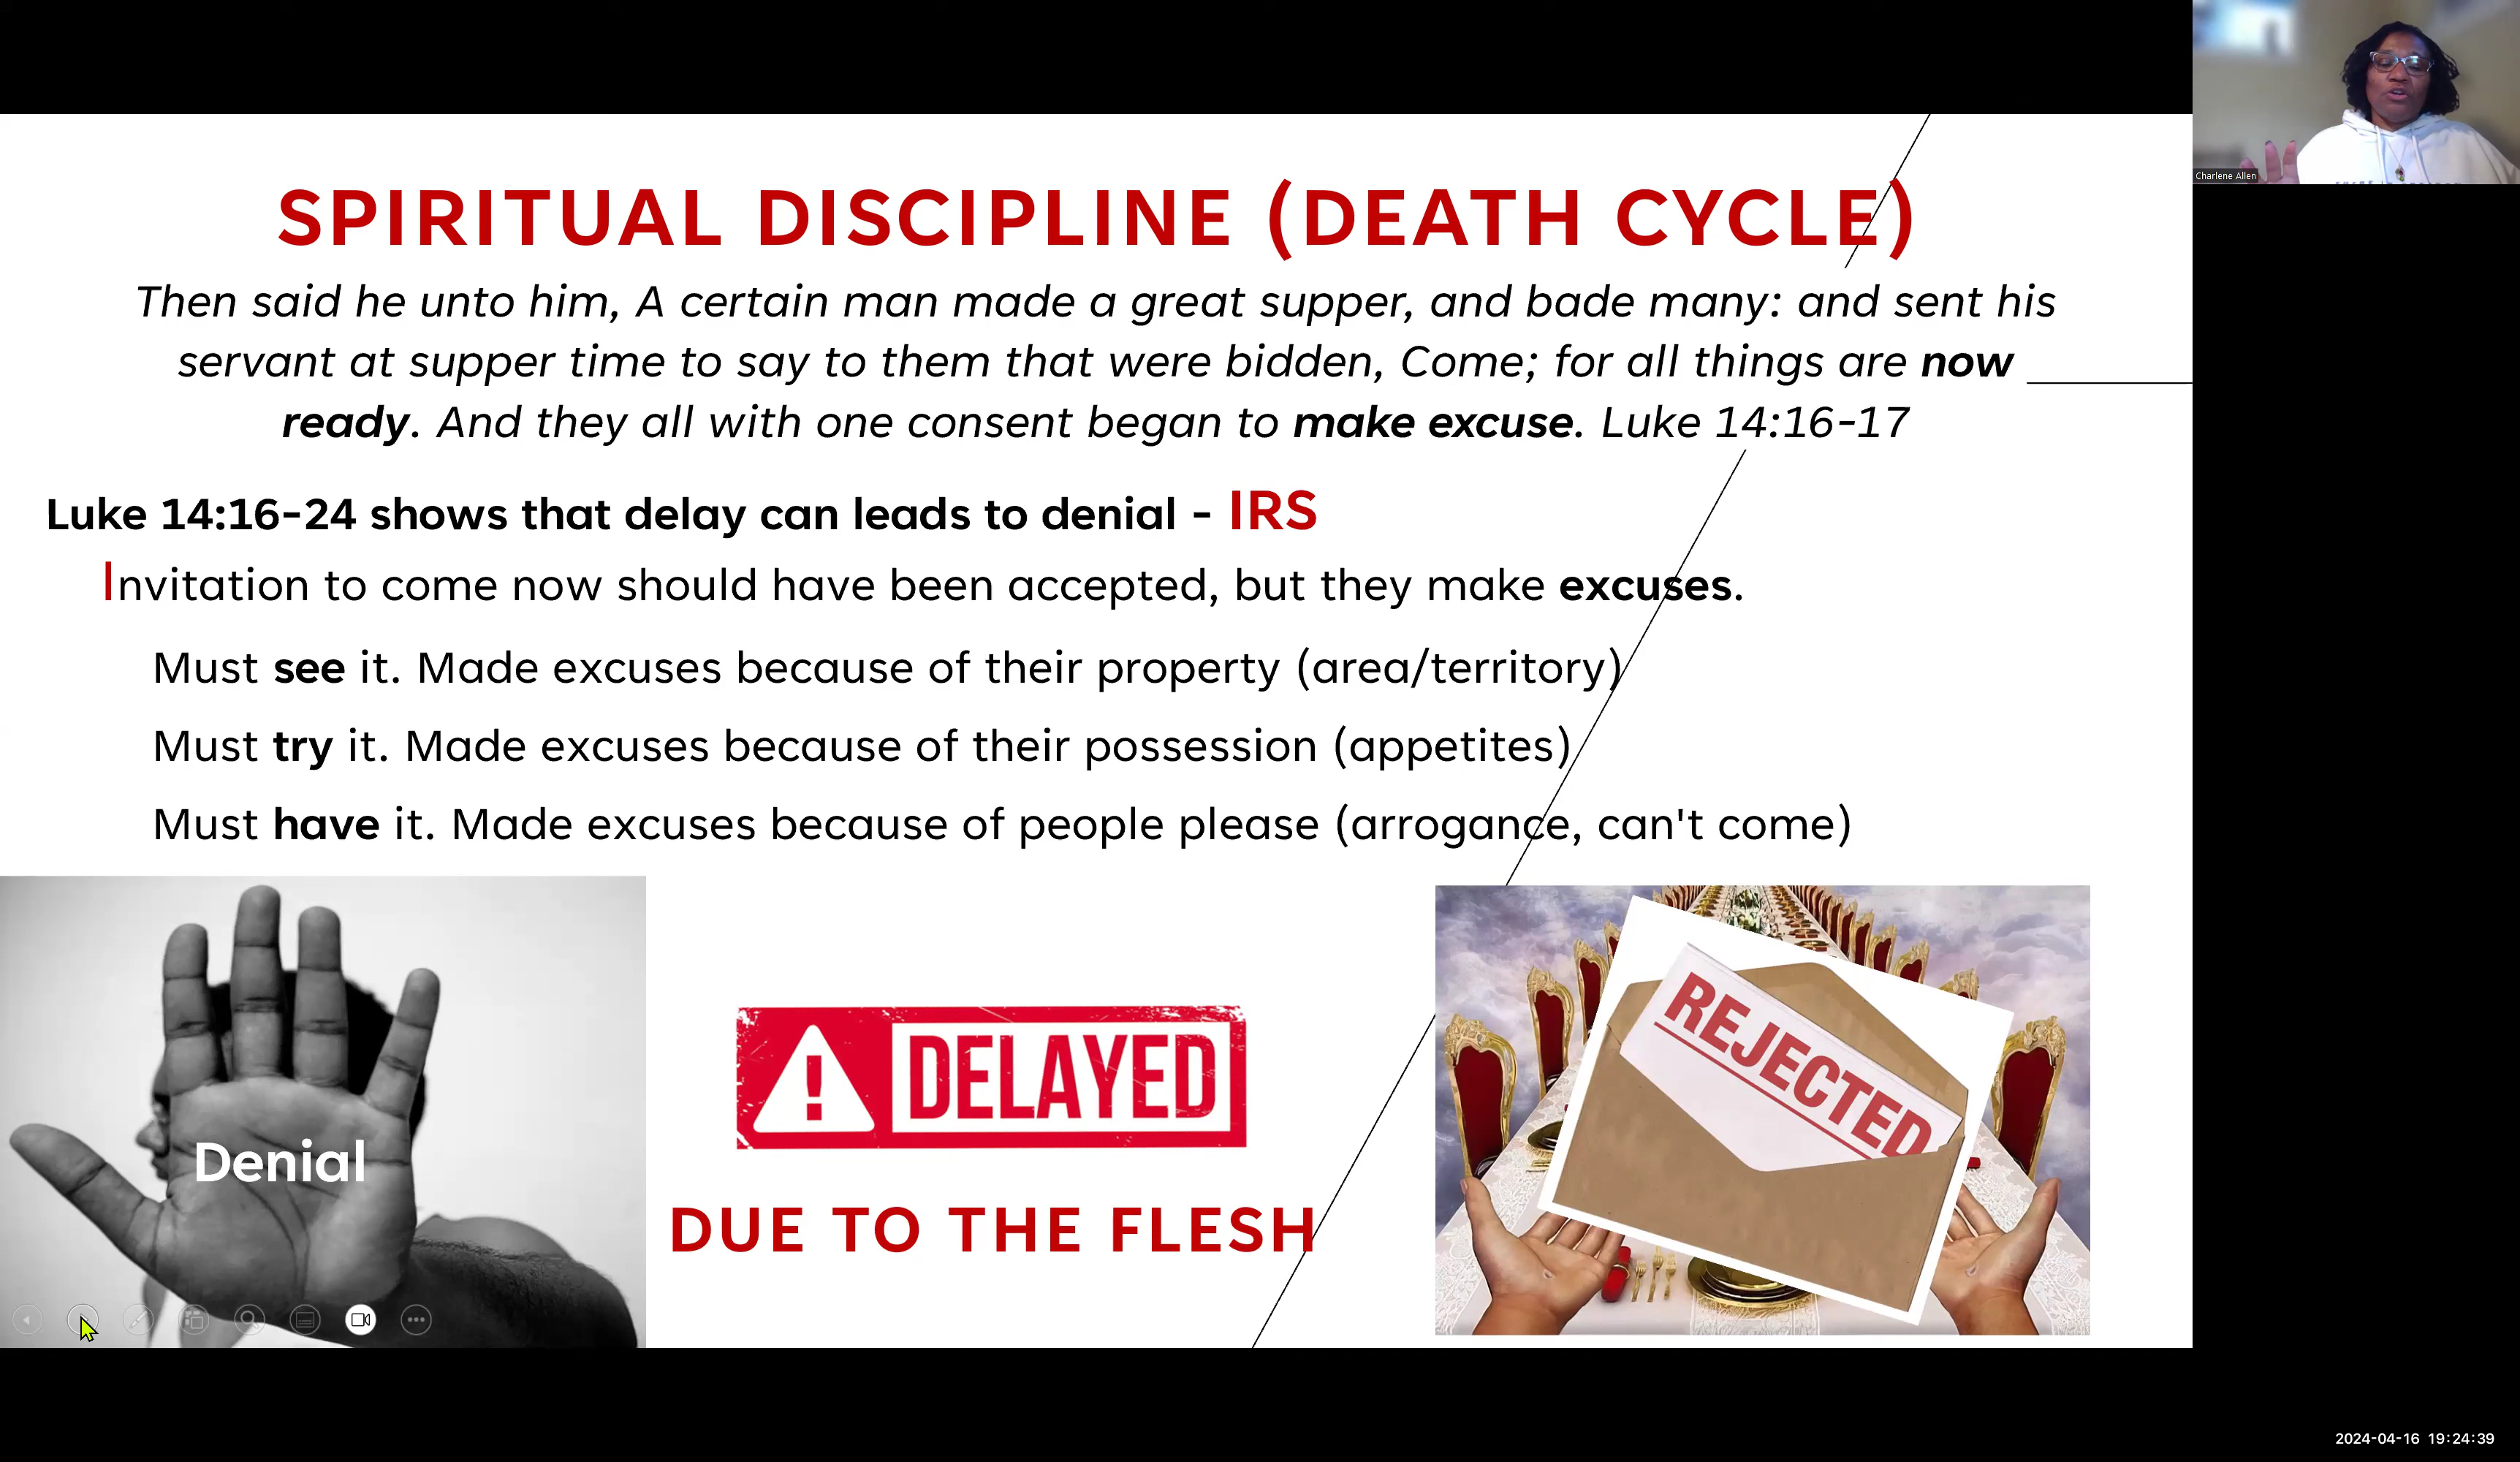 Charlene Allen
SPIRITUAL DISCIPLINE (DEATH CYCLE)
Then said he unto him, A certain man made a great supper, and bade many: and sent his
servant at supper time to say to them that were bidden, Come; for all things are now
ready. And they all with one consent began to make excuse. Luke 14:16-17
Luke 14:16-24 shows that delay can leads to denial - IRS
Invitation to come now should have been accepted, but they make excuses.
Must see it. Made excuses because of their property (area/territory)
Must try it. Made excuses because of their possession (appetites)
Must have it. Made excuses because of people please (arrogance, can't come)
Denial
DELAYED
DUE TO THE FLESH
REJECTED
2024-04-16 19:24:39